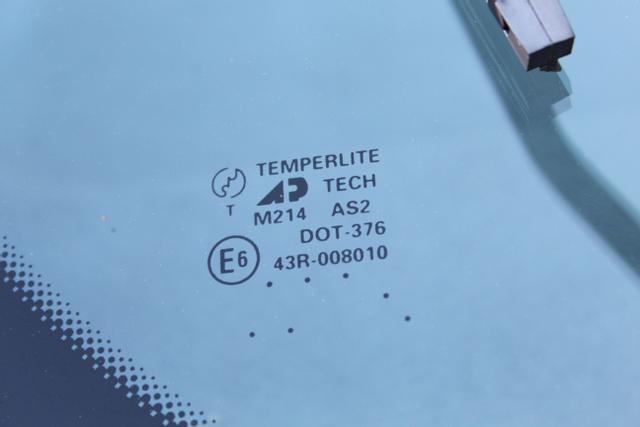 TEMPERLITE
AP TECH
T
M214 AS2
DOT-376
E6 43R-008010